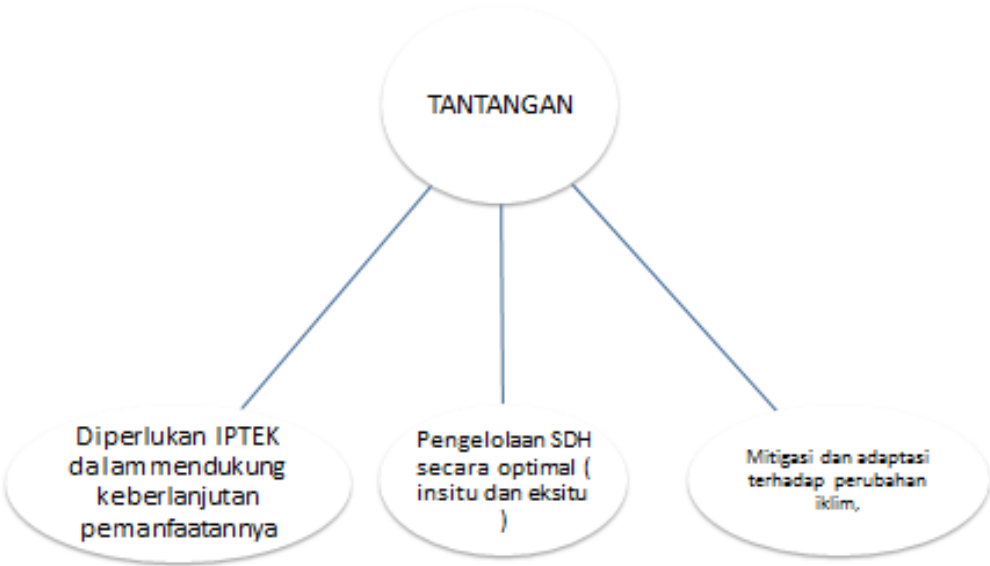 TANTANGAN
Diperlukan IPTEK
dalam mendukung
keberlanjutan
pemanfaatannya
Pengelolaan SDH
secara optimal (
insitu dan eksitu
)
Mitigasi dan adaptasi
terhadap perubahan
iklim,